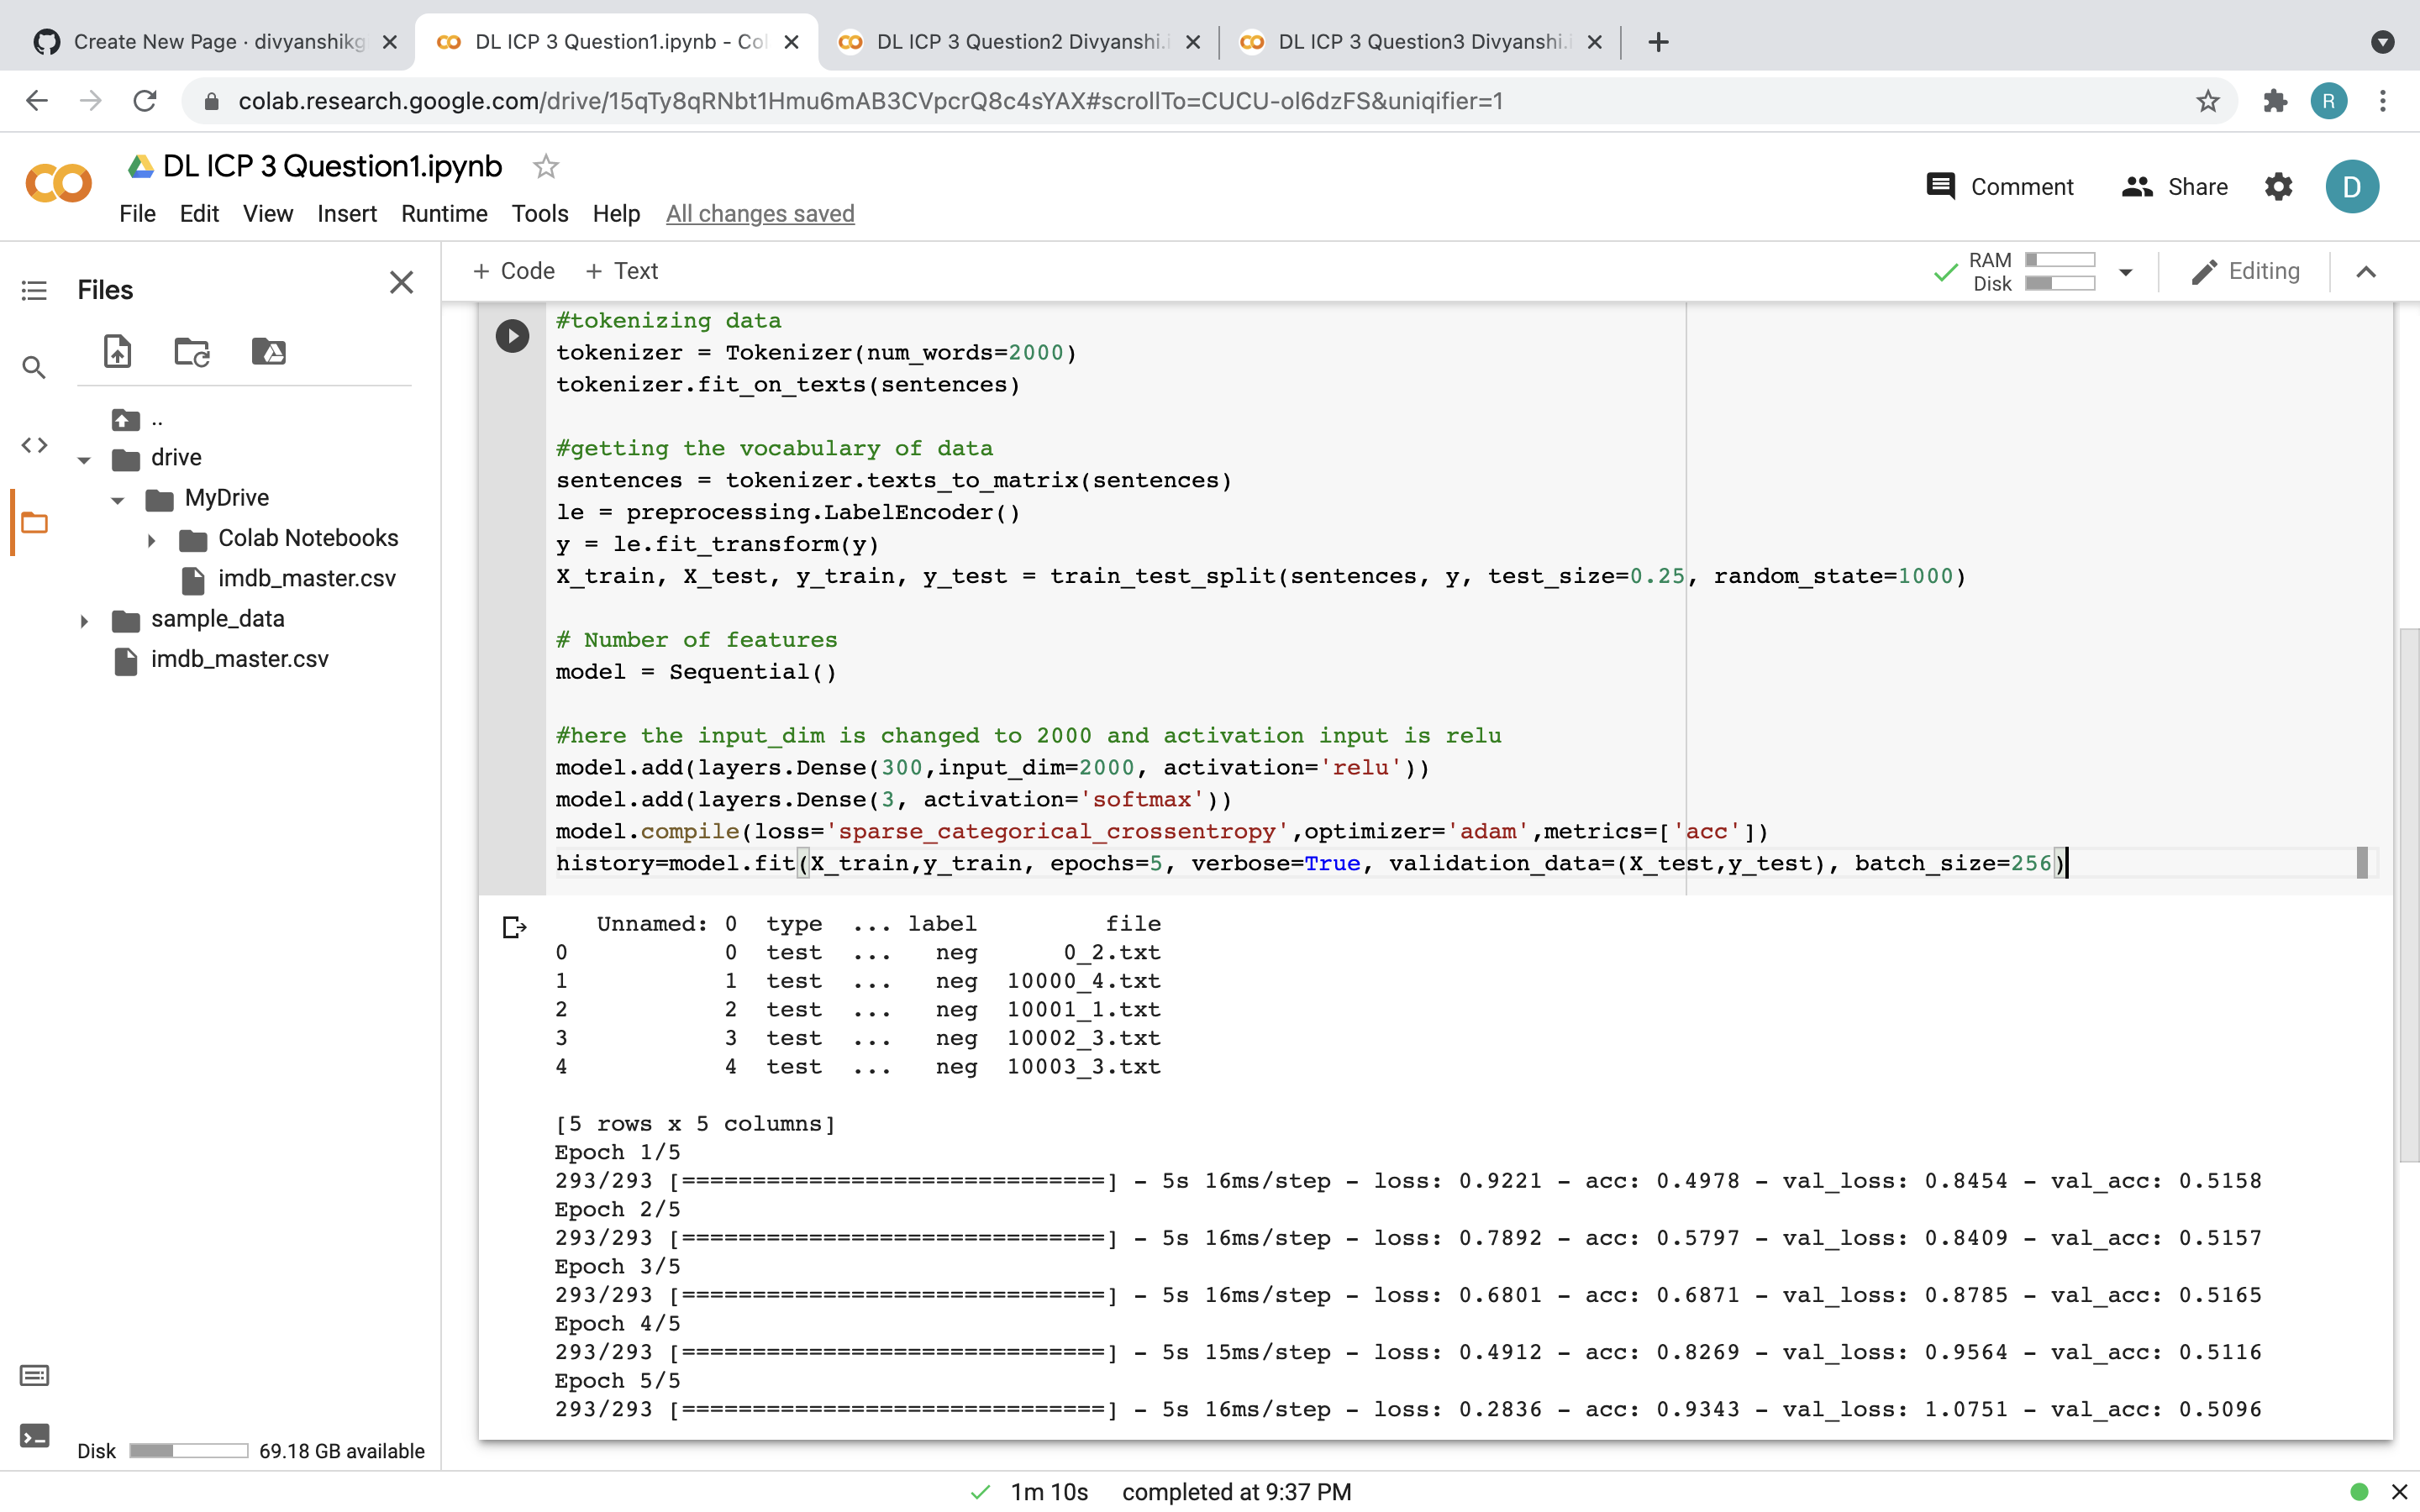 Create New Page · divyanshikg
DL ICP 3 Question1.ipynb - Col
DL ICP 3 Question2 Divyanshi.i
DL ICP 3 Question3 Divyanshi.i
colab.research.google.com/drive/15qTy8qRNbt1Hmu6mAB3CVpcrQ8c4sYAX#scrollTo=CUCU-ol6dzFS&uniqifier=1
R
DL ICP 3 Question1.ipynb
File Edit View Insert Runtime Tools Help All changes saved
Comment
Share
D
Files
+ Code + Text
RAM
Disk
Editing
..
drive
MyDrive
Colab Notebooks
imdb_master.csv
sample_data
imdb_master.csv
Disk 69.18 GB available
#tokenizing data
tokenizer = Tokenizer(num_words=2000)
tokenizer.fit_on_texts(sentences)
#getting the vocabulary of data
sentences = tokenizer.texts_to_matrix(sentences)
le = preprocessing.LabelEncoder()
y = le.fit_transform(y)
X_train, X_test, y_train, y_test = train_test_split(sentences, y, test_size=0.25, random_state=1000)
# Number of features
model = Sequential()
#here the input_dim is changed to 2000 and activation input is relu
model.add(layers.Dense(300,input_dim=2000, activation='relu'))
model.add(layers.Dense(3, activation='softmax'))
model.compile(loss='sparse_categorical_crossentropy',optimizer='adam',metrics=['acc'])
history=model.fit(X_train,y_train, epochs=5, verbose=True, validation_data=(X_test,y_test), batch_size=256)
Unnamed: 0 type ... label file
0 0 test ... neg 0_2.txt
1 1 test ... neg 10000_4.txt
2 2 test ... neg 10001_1.txt
3 3 test ... neg 10002_3.txt
4 4 test ... neg 10003_3.txt
[5 rows x 5 columns]
Epoch 1/5
293/293 [==============================] - 5s 16ms/step - loss: 0.9221 - acc: 0.4978 - val_loss: 0.8454 - val_acc: 0.5158
Epoch 2/5
293/293 [==============================] - 5s 16ms/step - loss: 0.7892 - acc: 0.5797 - val_loss: 0.8409 - val_acc: 0.5157
Epoch 3/5
293/293 [==============================] - 5s 16ms/step - loss: 0.6801 - acc: 0.6871 - val_loss: 0.8785 - val_acc: 0.5165
Epoch 4/5
293/293 [==============================] - 5s 15ms/step - loss: 0.4912 - acc: 0.8269 - val_loss: 0.9564 - val_acc: 0.5116
Epoch 5/5
293/293 [==============================] - 5s 16ms/step - loss: 0.2836 - acc: 0.9343 - val_loss: 1.0751 - val_acc: 0.5096
1m 10s completed at 9:37 PM